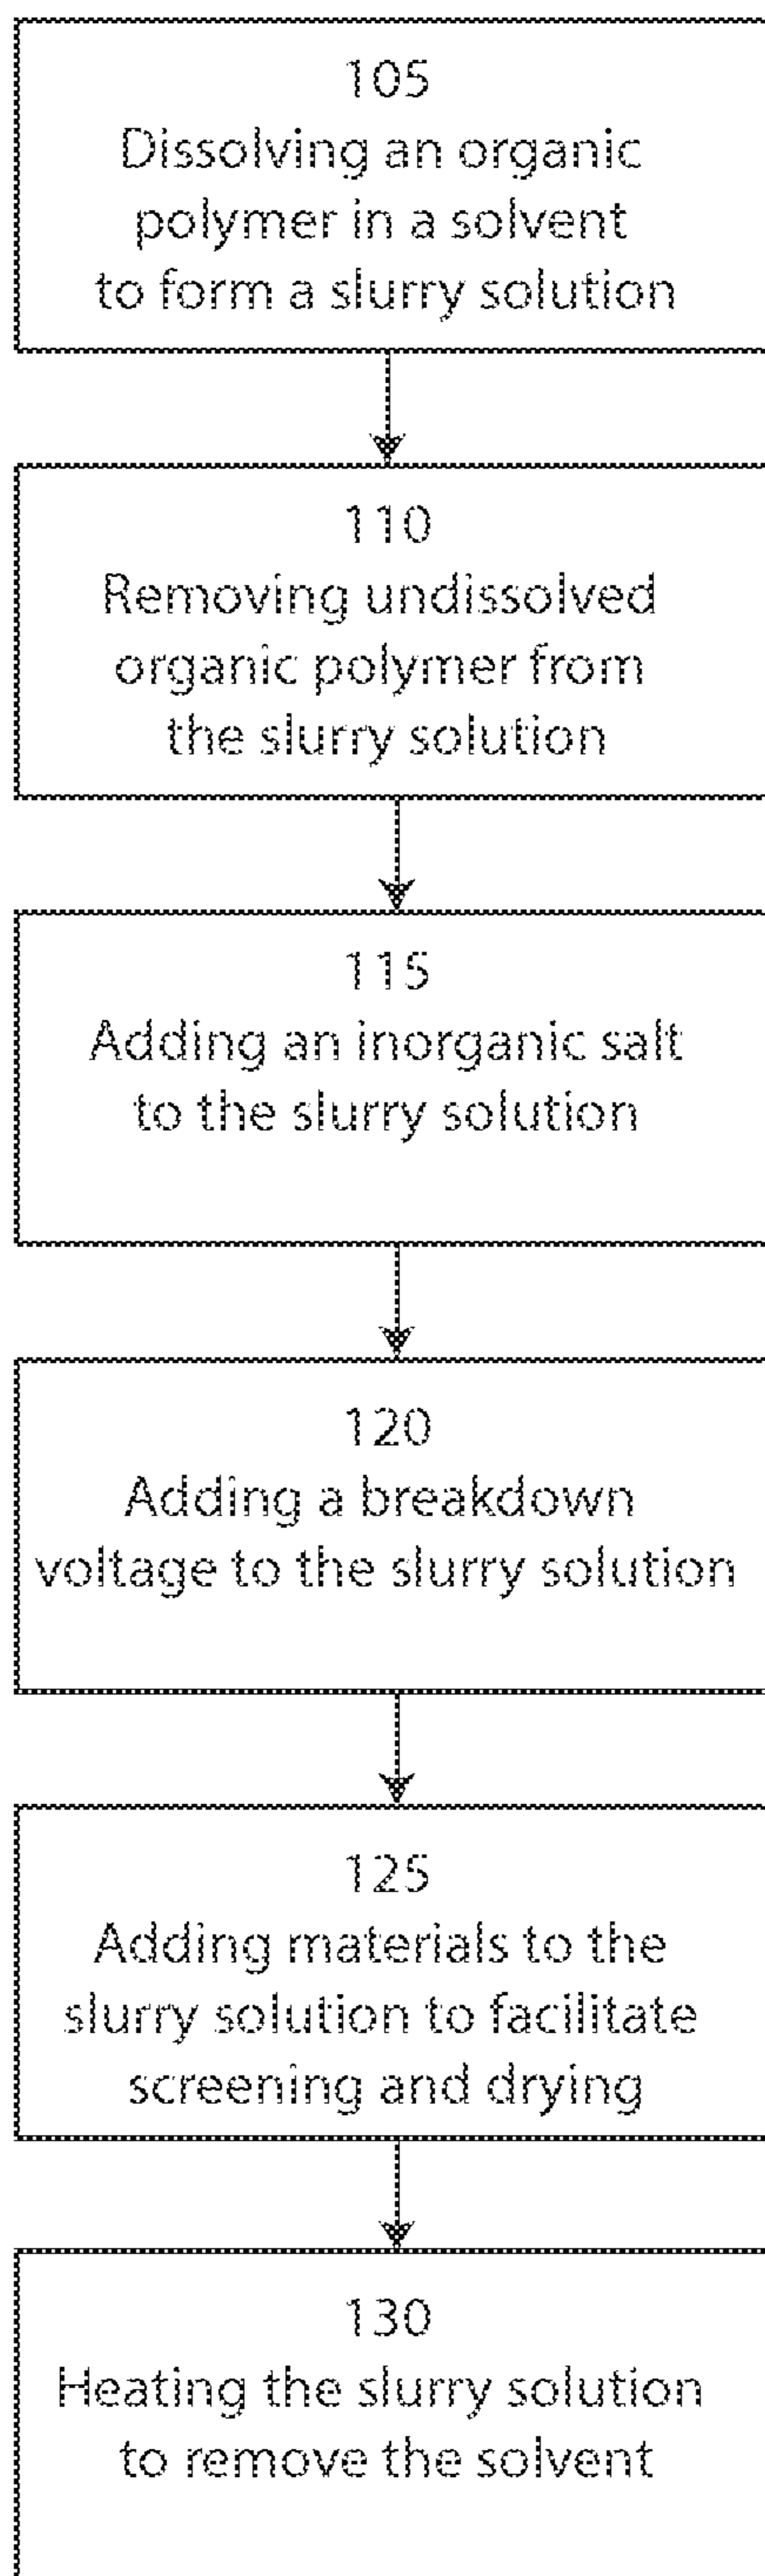 105
Dissolving an organic
polymer in a solvent
to form a slurry solution
110
Removing undissolved
organic polymer from
the slurry solution
115
Adding an inorganic salt
to the slurry solution
120
Adding a breakdown
voltage to the slurry solution
125
Adding materials to the
slurry solution to facilitate
screening and drying
130
Heating the slurry solution
to remove the solvent